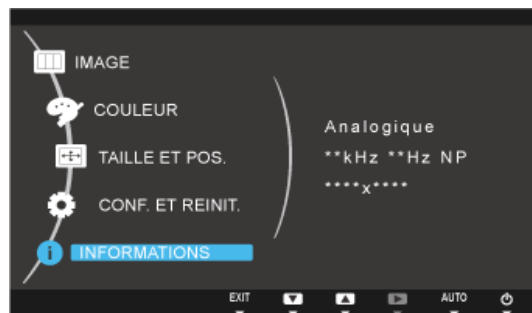 IMAGE
COULEUR
TAILLE ET POS.
CONF. ET REINIT.
INFORMATIONS
Analogique
**kHz **Hz NP
****x****
EXIT
AUTO